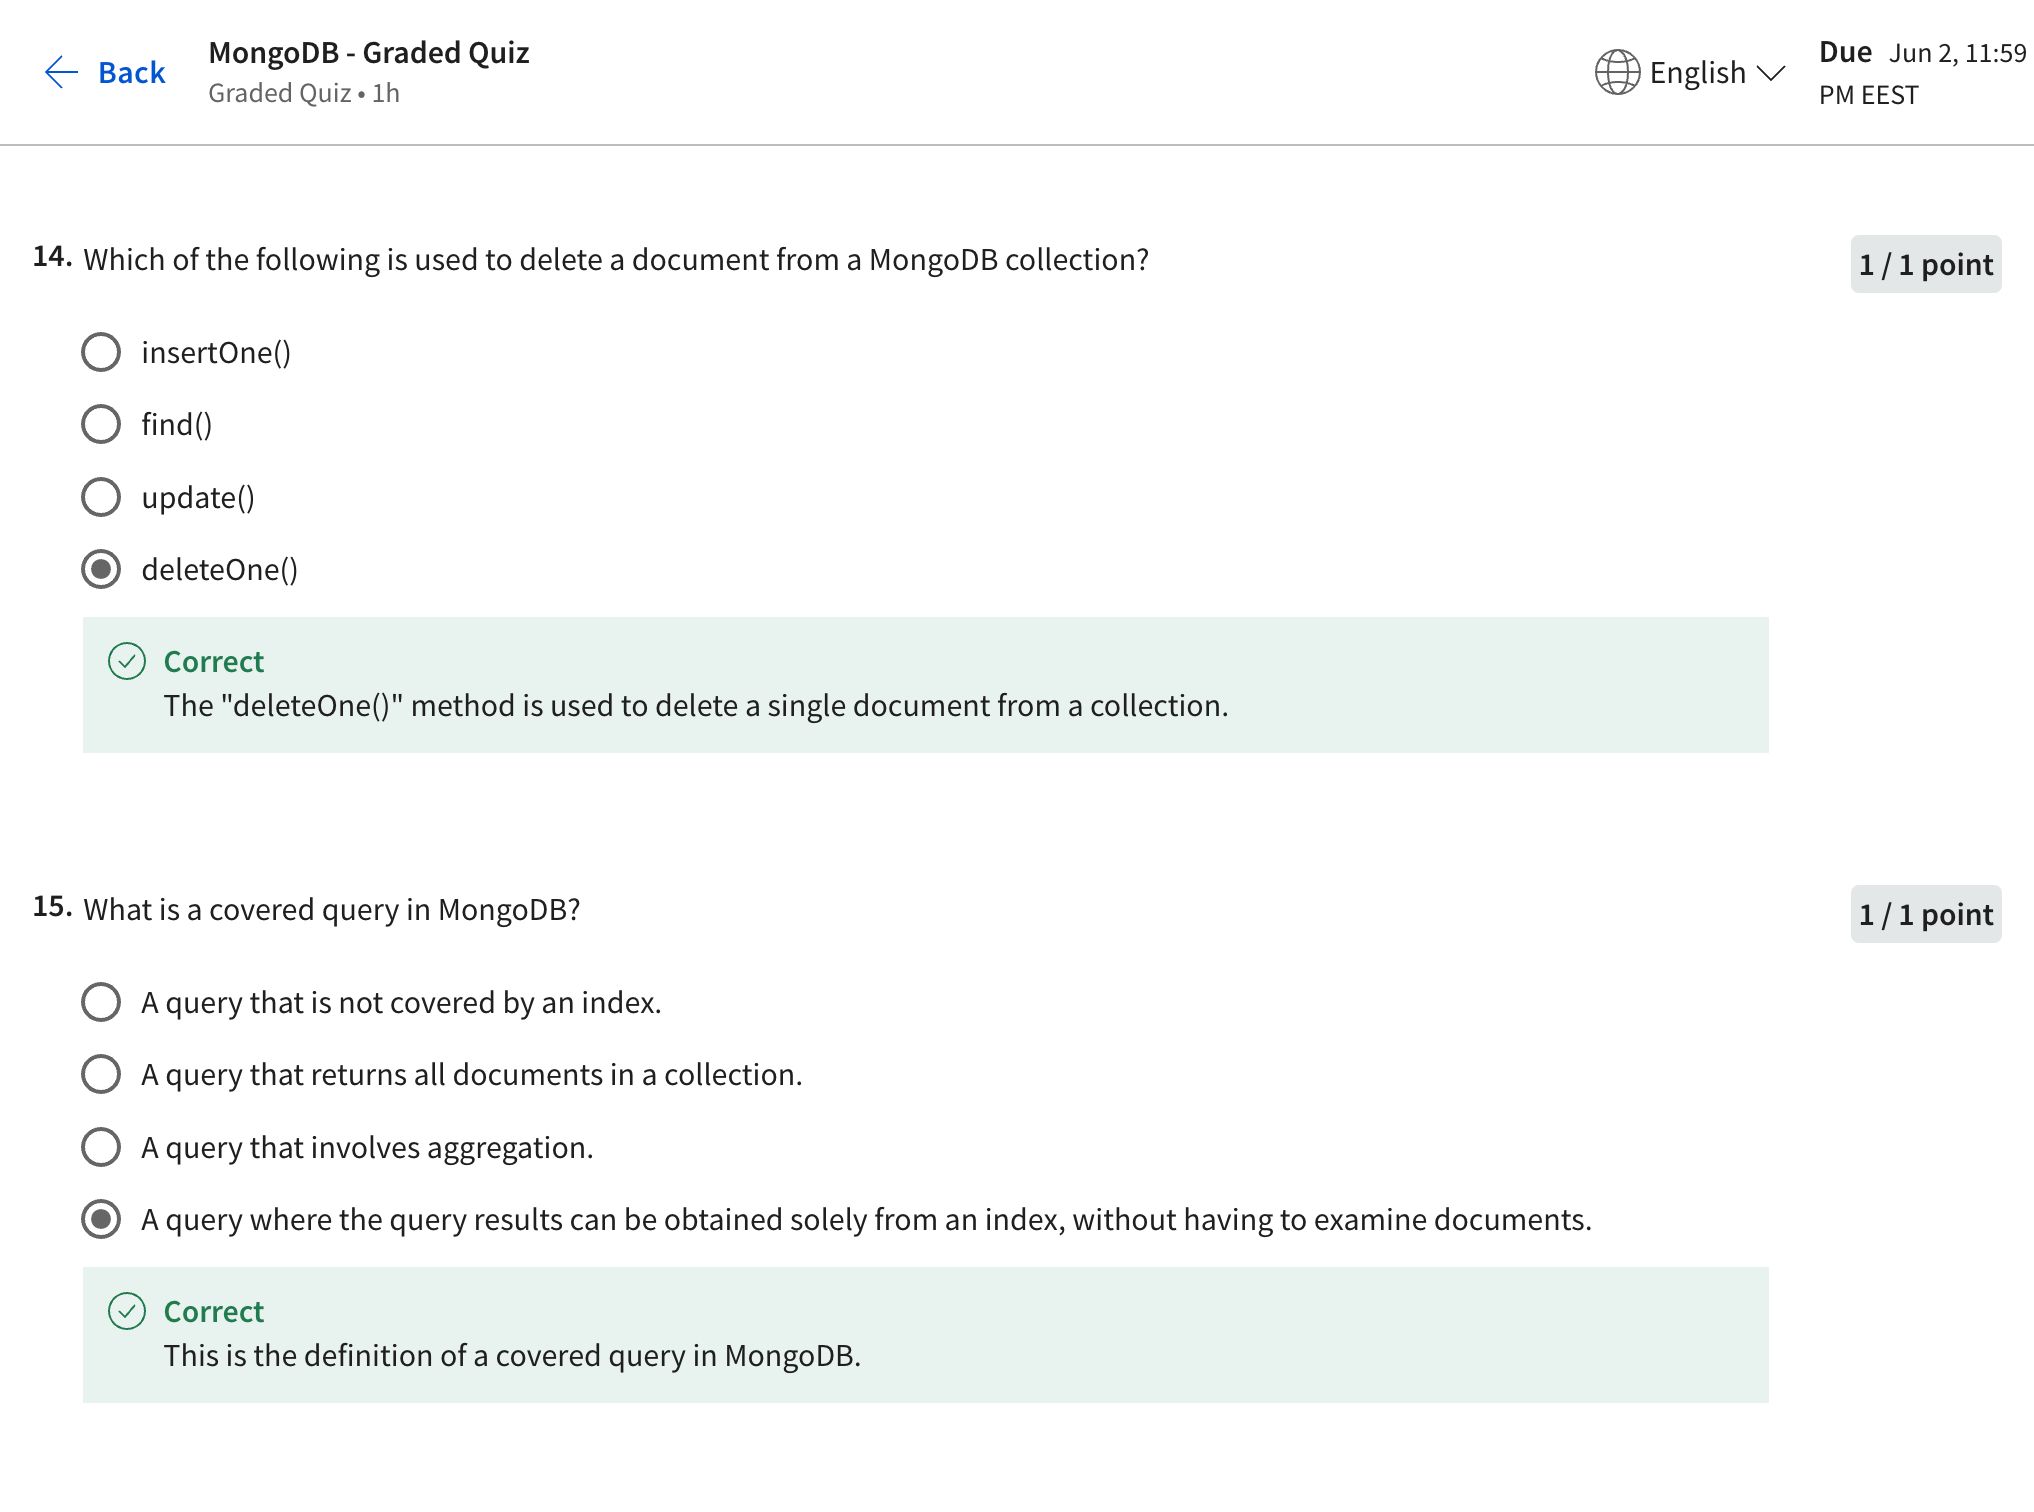 Back
MongoDB - Graded Quiz
Graded Quiz • 1h
English
Due Jun 2, 11:59
PM EEST
14. Which of the following is used to delete a document from a MongoDB collection?
1 / 1 point
insertOne()
find()
update()
deleteOne()
Correct
The "deleteOne()" method is used to delete a single document from a collection.
15. What is a covered query in MongoDB?
1 / 1 point
A query that is not covered by an index.
A query that returns all documents in a collection.
A query that involves aggregation.
A query where the query results can be obtained solely from an index, without having to examine documents.
Correct
This is the definition of a covered query in MongoDB.